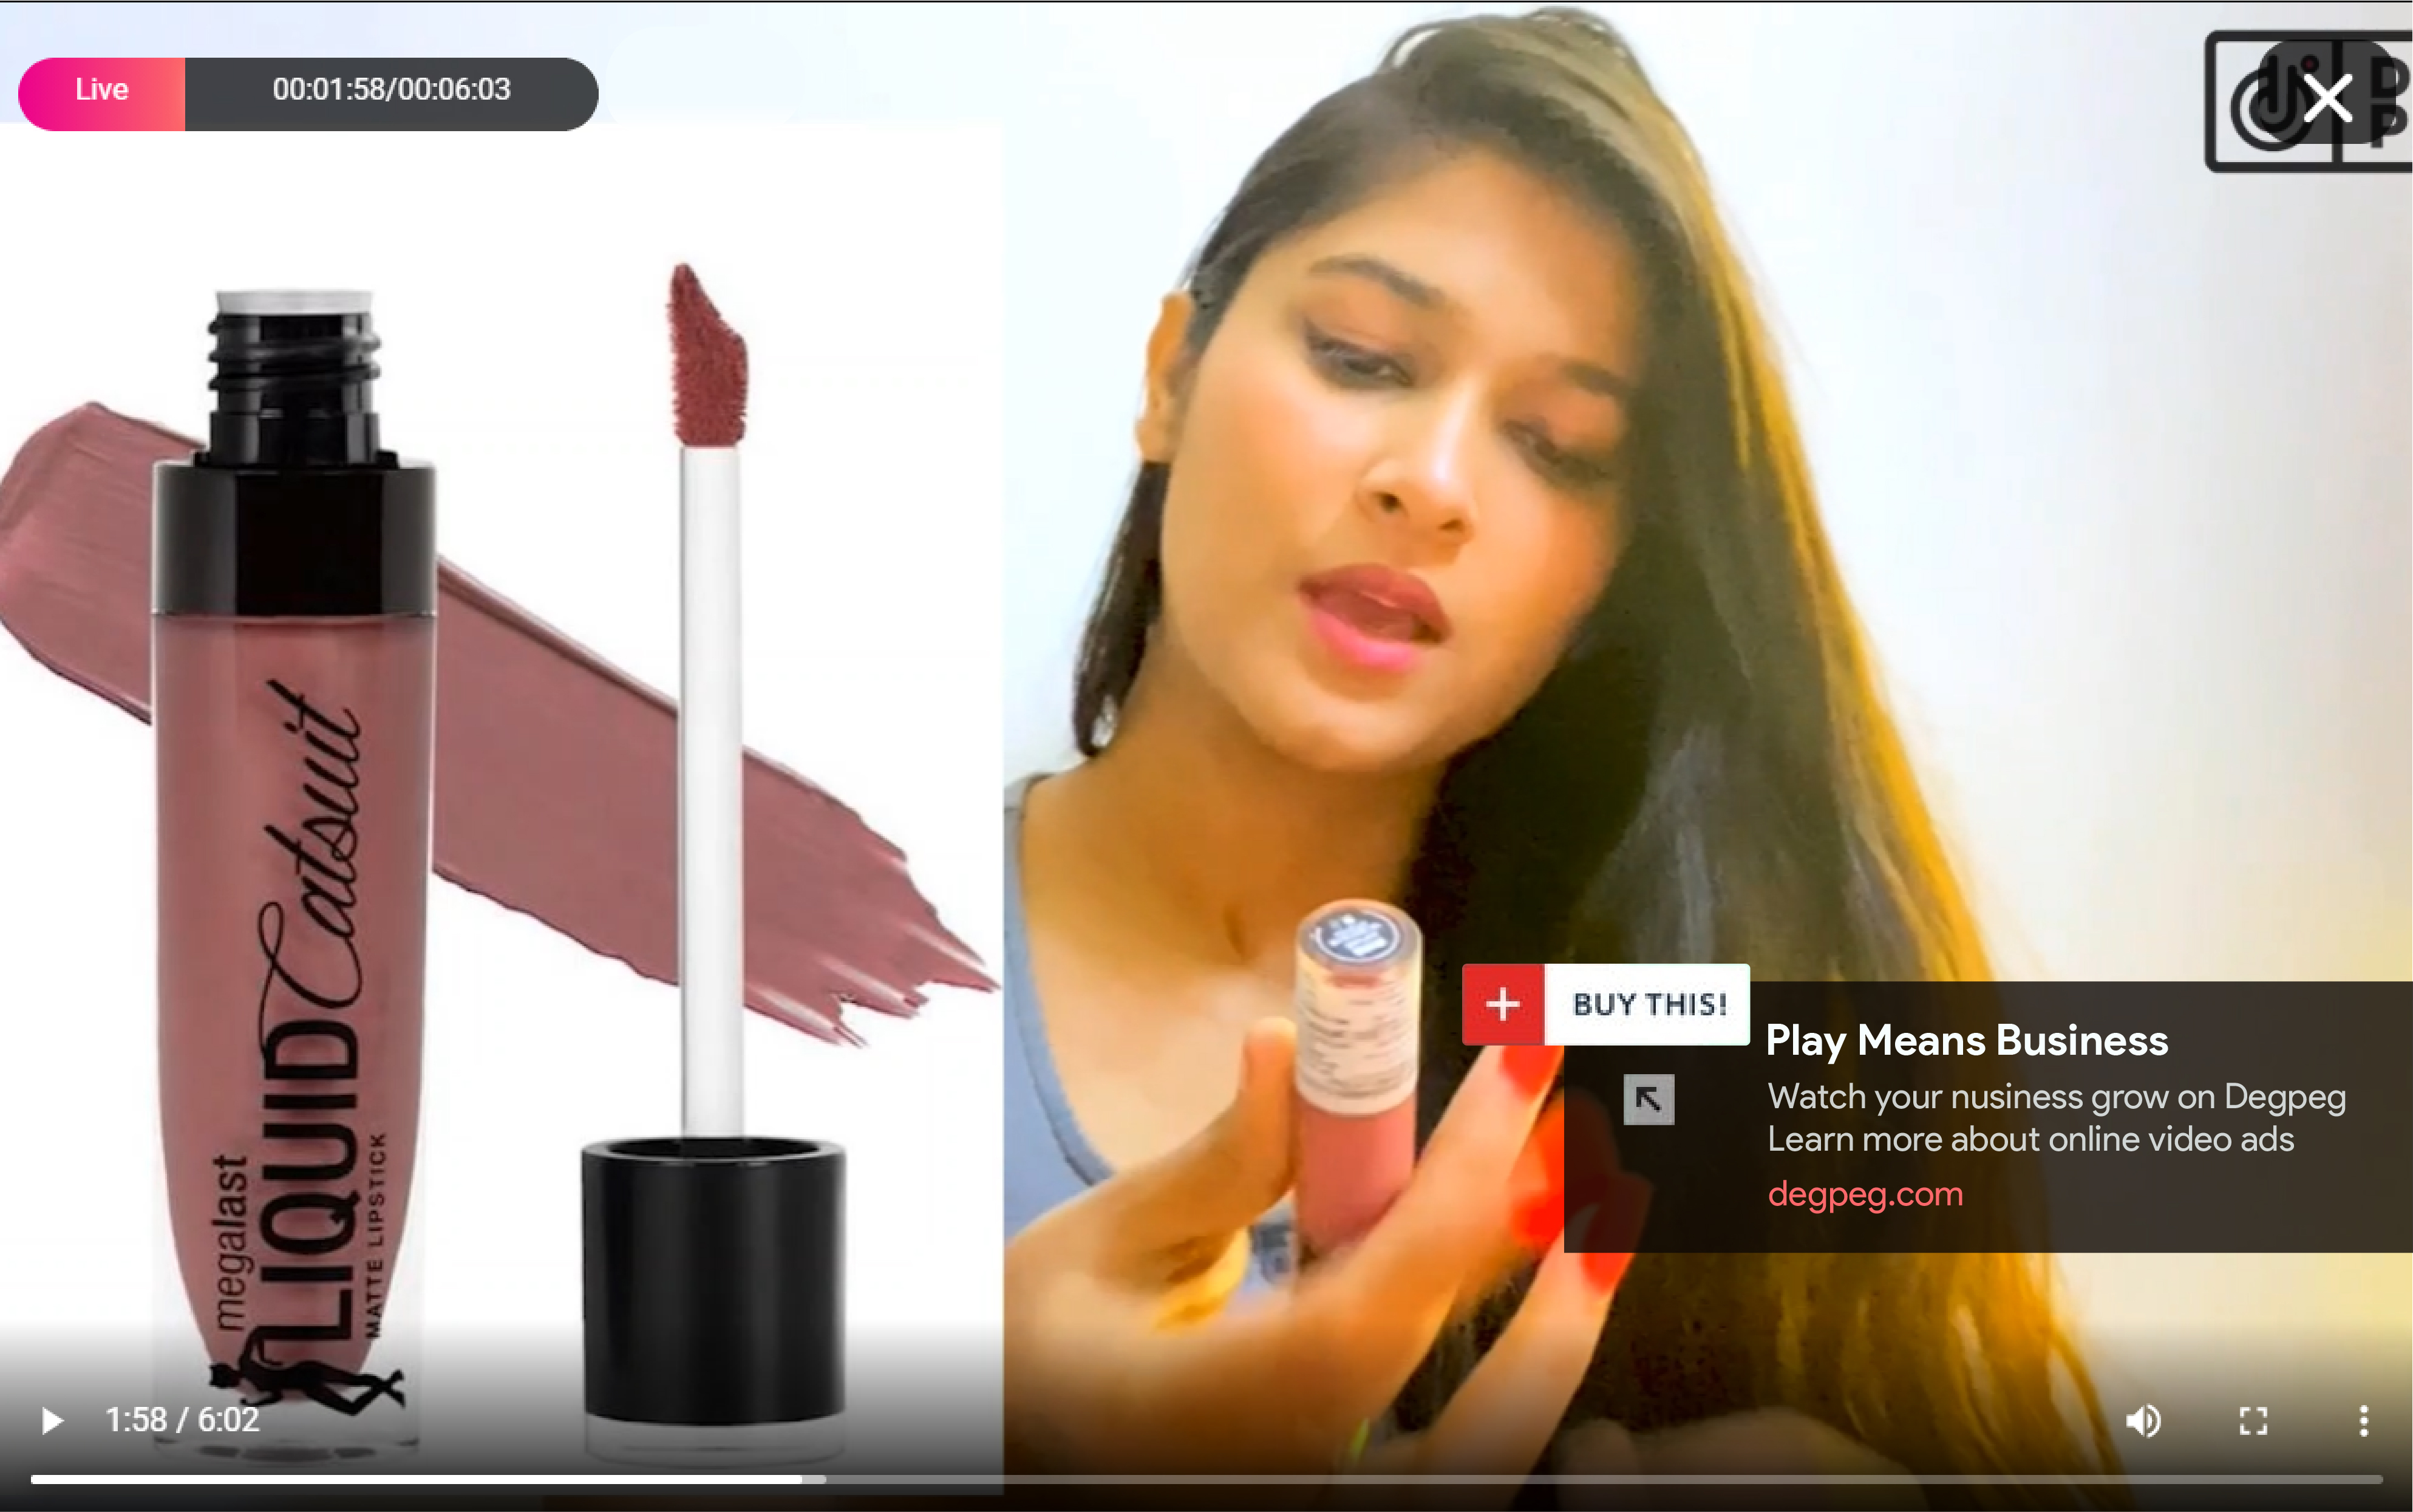 Live 00:01:58/00:06:03
megalast
LIQUID Catsuit
MATTE LIPSTICK
BUY THIS!
Play Means Business
Watch your nusiness grow on Degpeg
Learn more about online video ads
degpeg.com
1:58 / 6:02